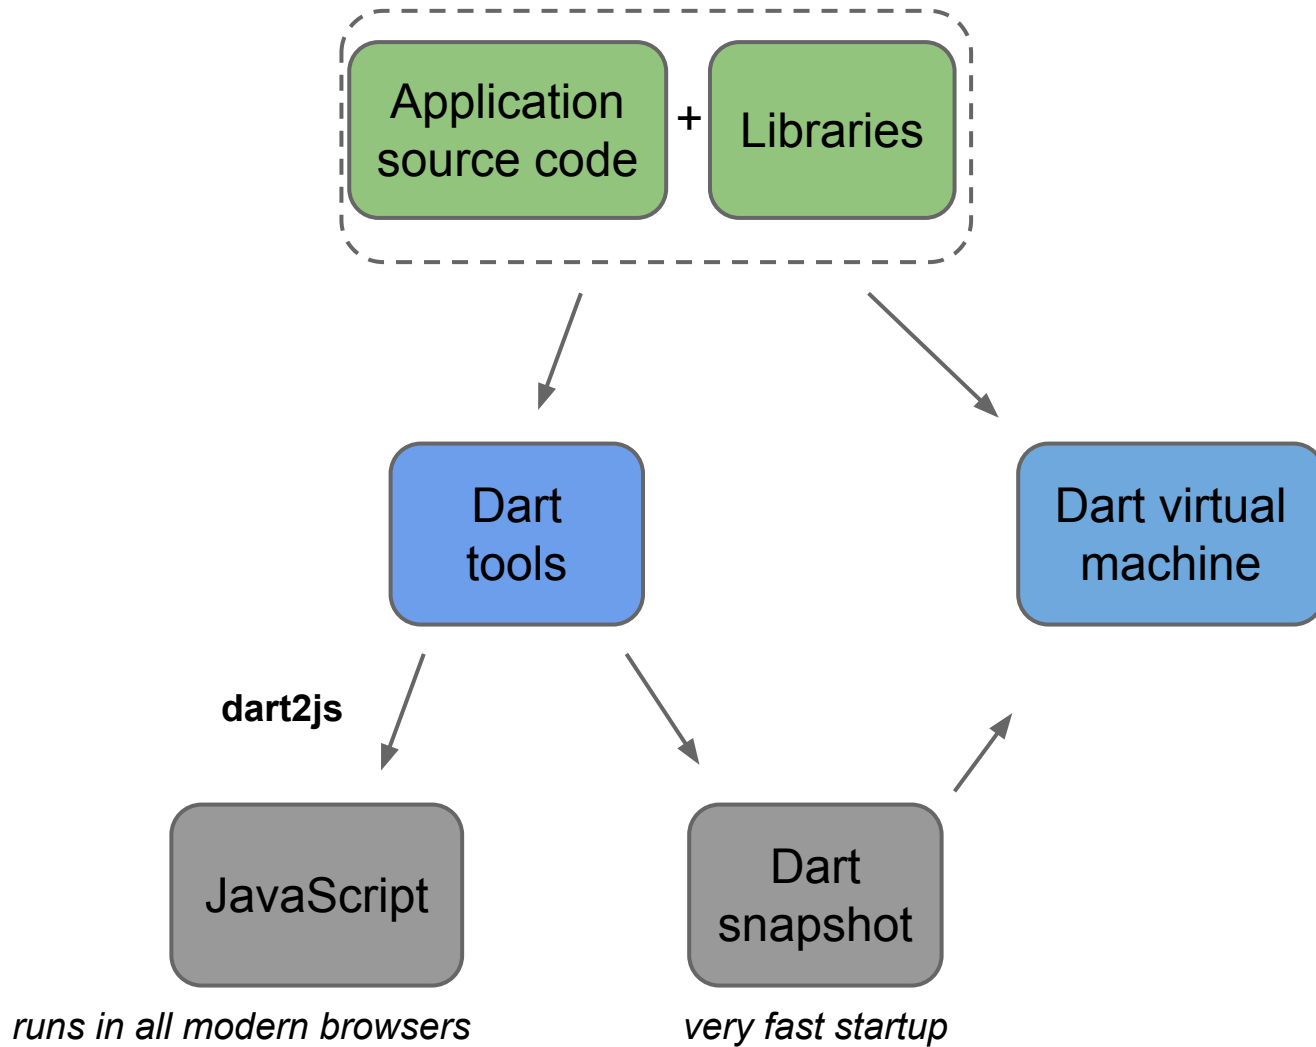 Application
source code
+
Libraries
Dart
tools
Dart virtual
machine
dart2js
JavaScript
Dart
snapshot
runs in all modern browsers
very fast startup